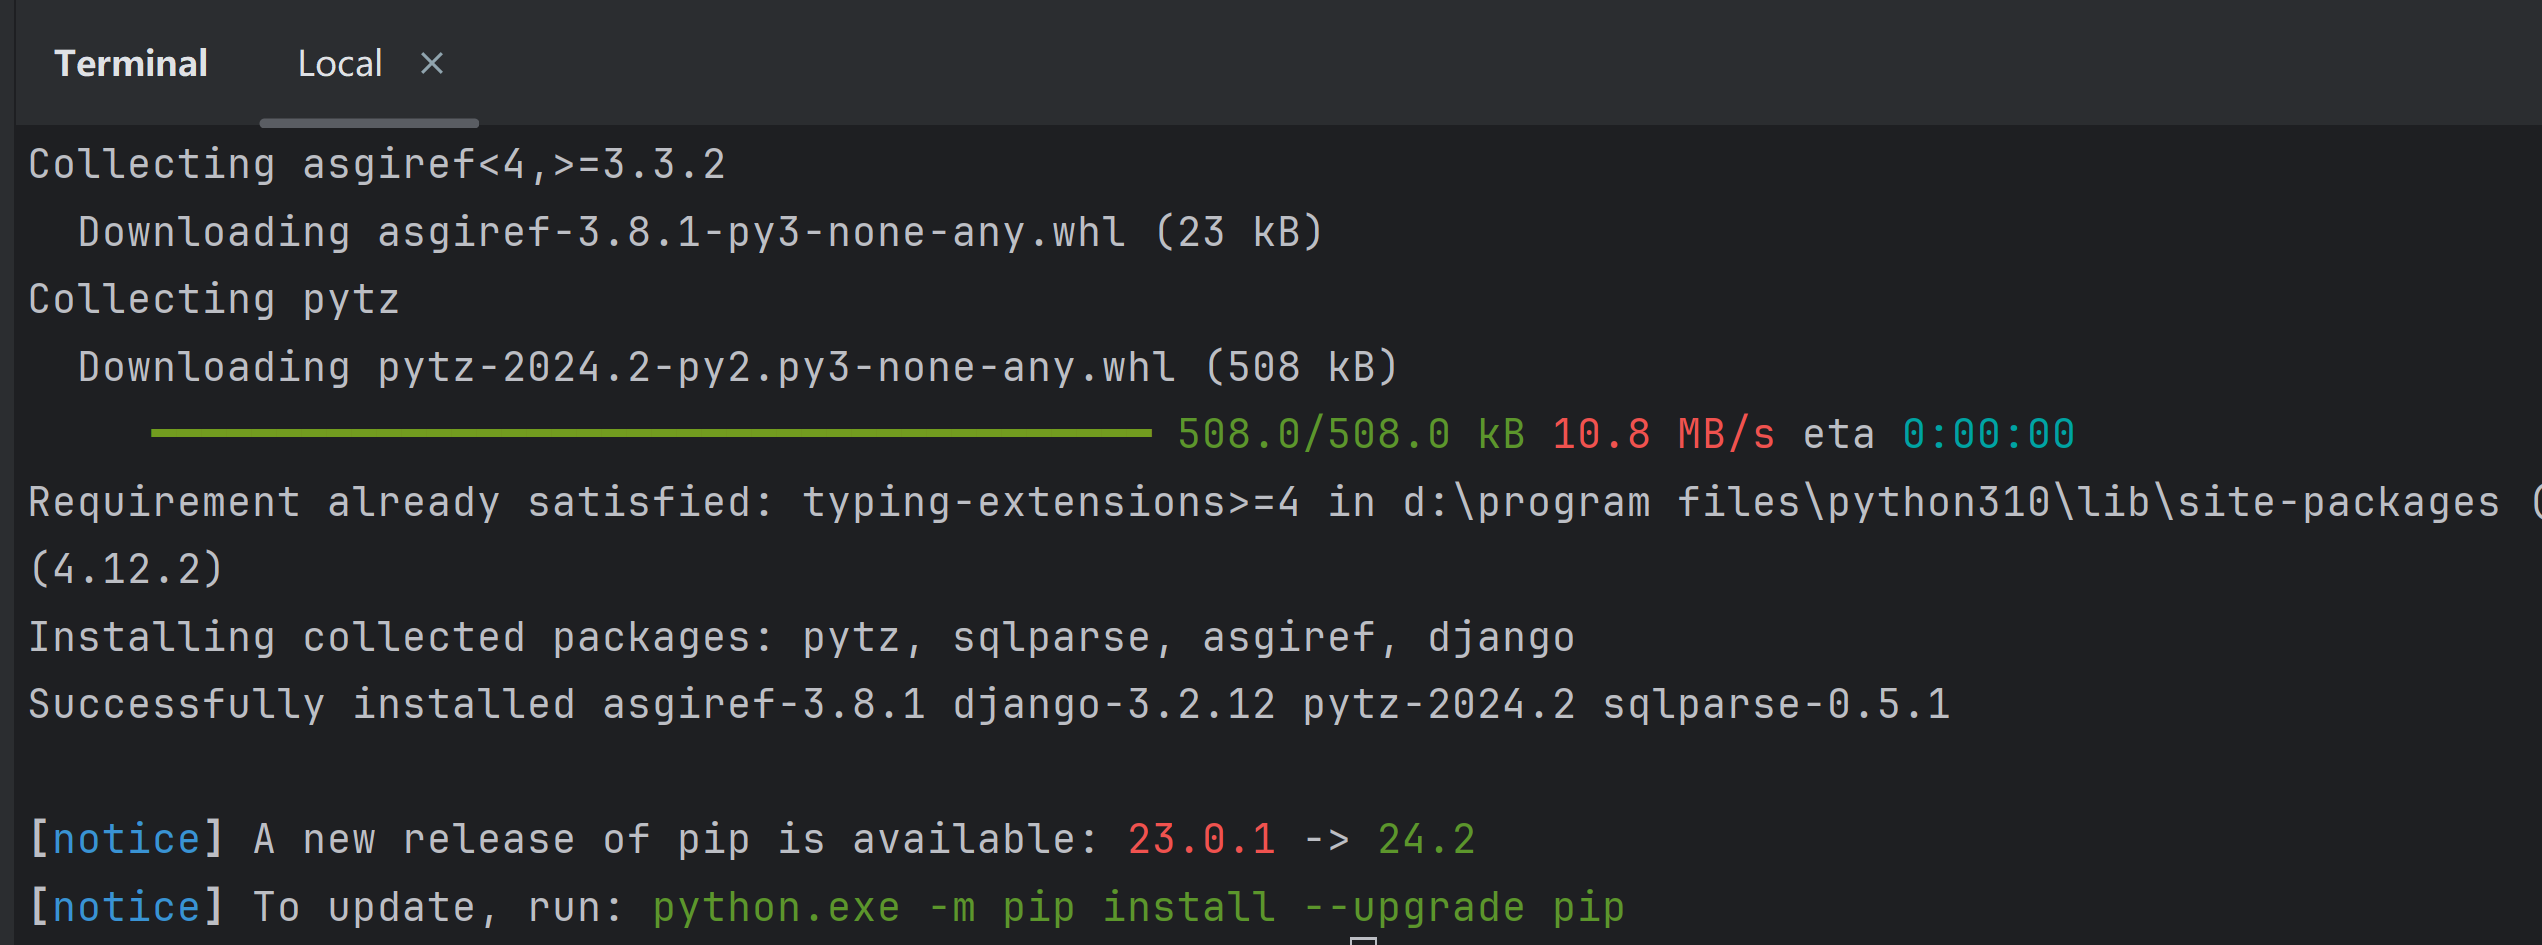 Terminal Local ×
Collecting asgiref<4,>=3.3.2
  Downloading asgiref-3.8.1-py3-none-any.whl (23 kB)
Collecting pytz
  Downloading pytz-2024.2-py2.py3-none-any.whl (508 kB)
508.0/508.0 kB 10.8 MB/s eta 0:00:00
Requirement already satisfied: typing-extensions>=4 in d:\program files\python310\lib\site-packages (
(4.12.2)
Installing collected packages: pytz, sqlparse, asgiref, django
Successfully installed asgiref-3.8.1 django-3.2.12 pytz-2024.2 sqlparse-0.5.1
[notice] A new release of pip is available: 23.0.1 -> 24.2
[notice] To update, run: python.exe -m pip install --upgrade pip